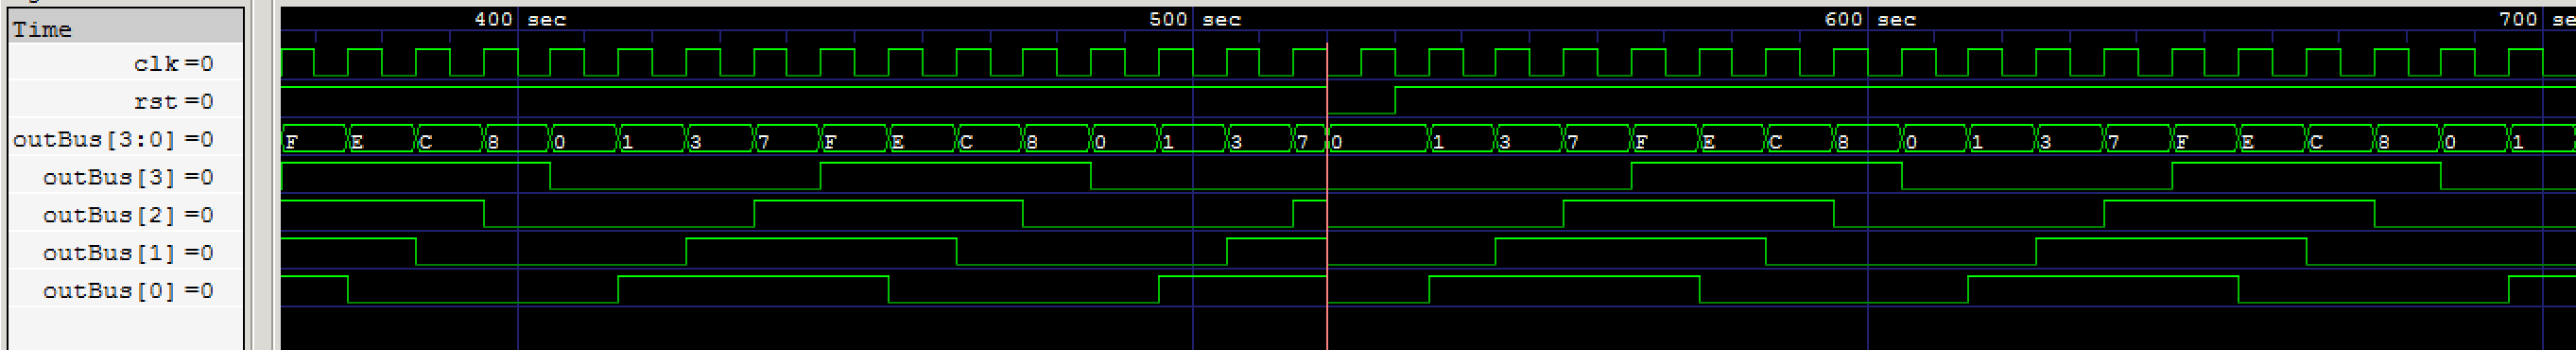 Time
clk=0
rst=0
outBus[3:0]=0
outBus[3]=0
outBus[2]=0
outBus[1]=0
outBus[0]=0
400 sec 500 sec 600 sec 700 se
F E C 8 0 1 3 7 F E C 8 0 1 3 7 0 1 3 7 F E C 8 0 1 3 7 F E C 8 0 1